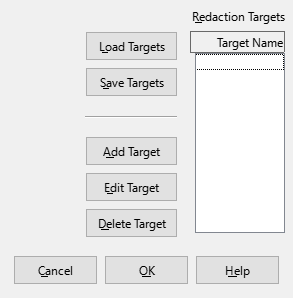 Redaction Targets
Load Targets
Target Name
Save Targets
Add Target
Edit Target
Delete Target
Cancel
OK
Help